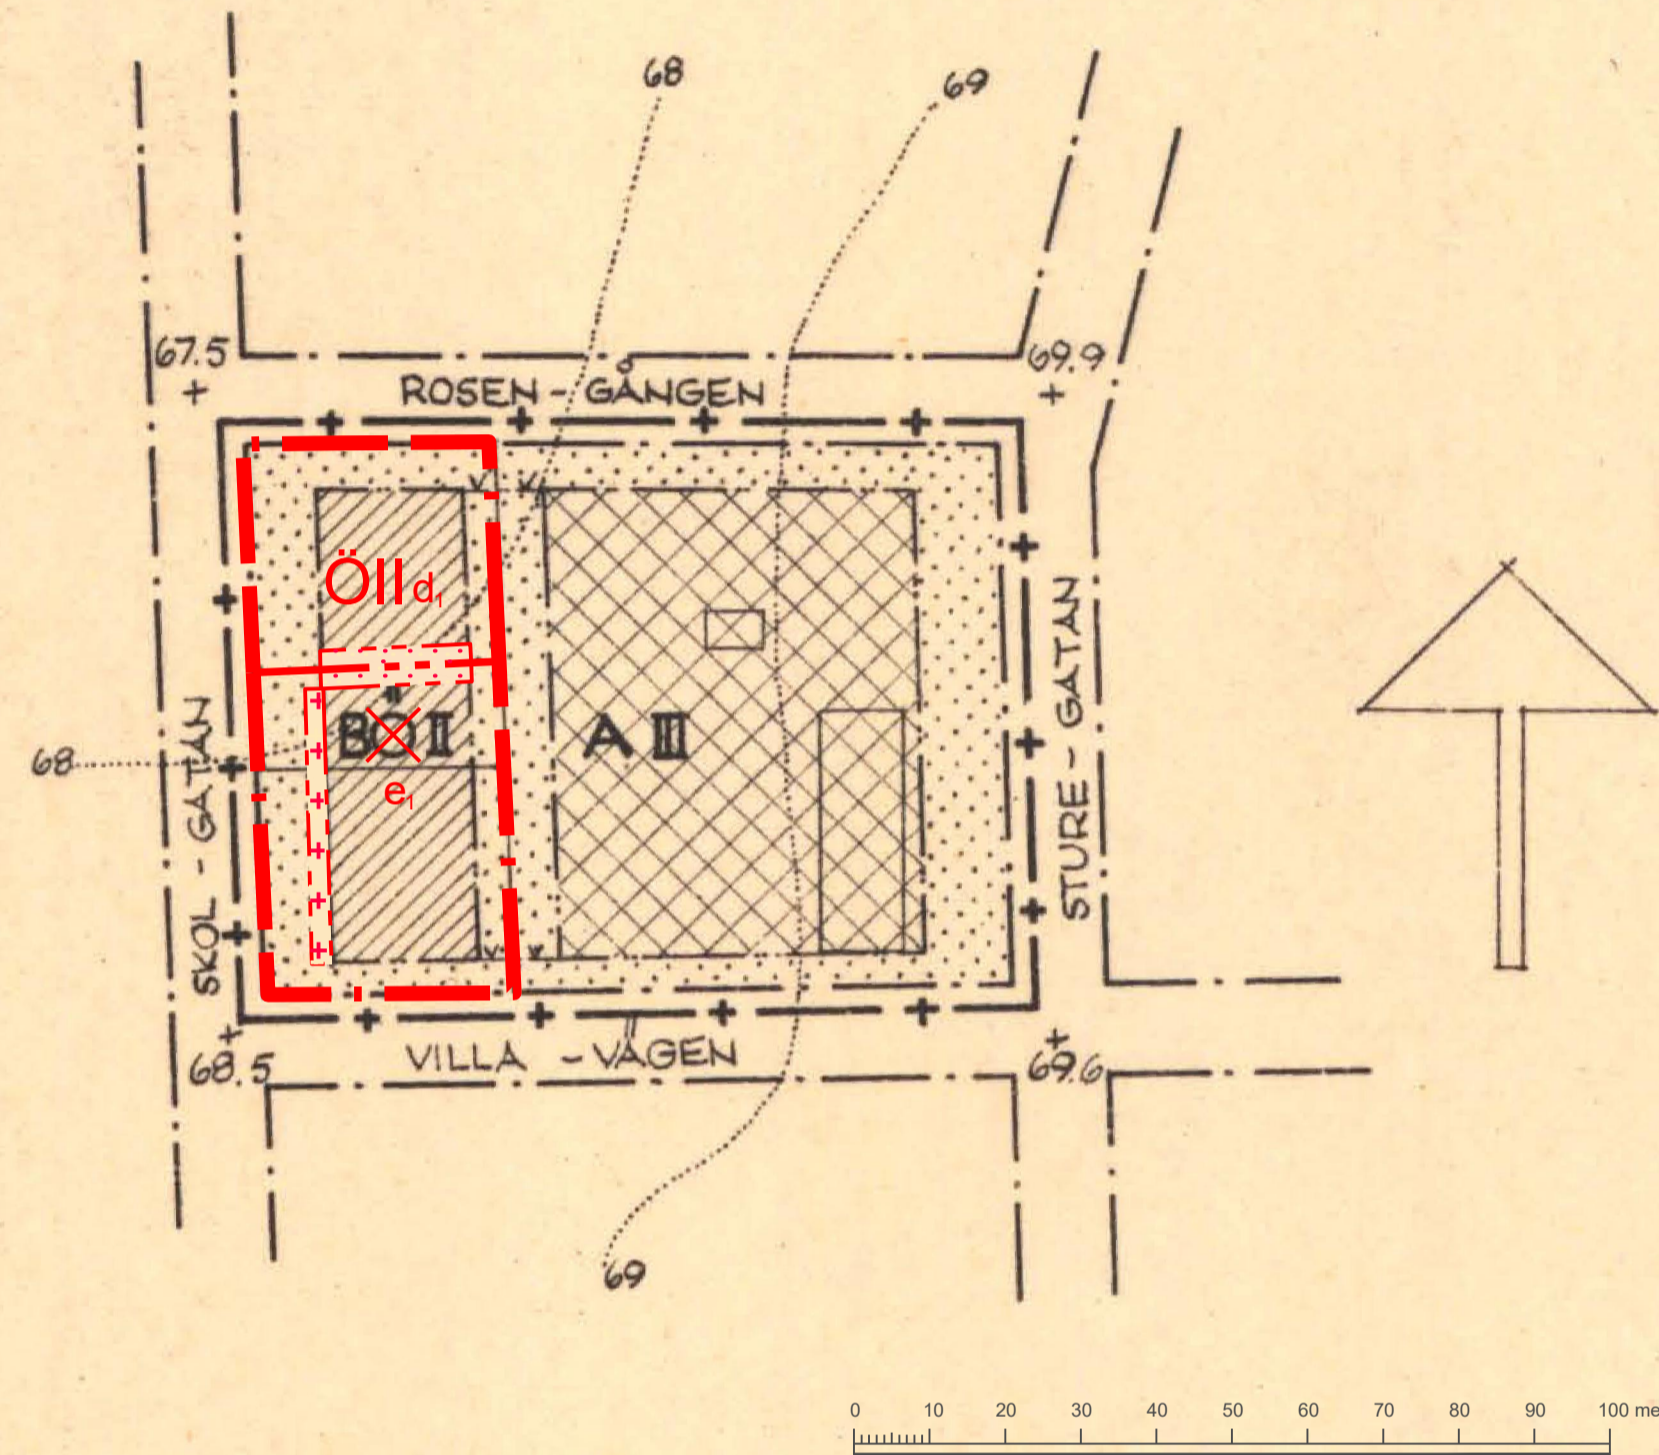 68
69
67.5
69.9
ROSEN - GÅNGEN
ÖII d1
BÖ II
A III
e1
68
SKOL - GATAN
STURE - GATAN
68.5
VILLA - VÄGEN
69.6
69
0 10 20 30 40 50 60 70 80 90 100 me